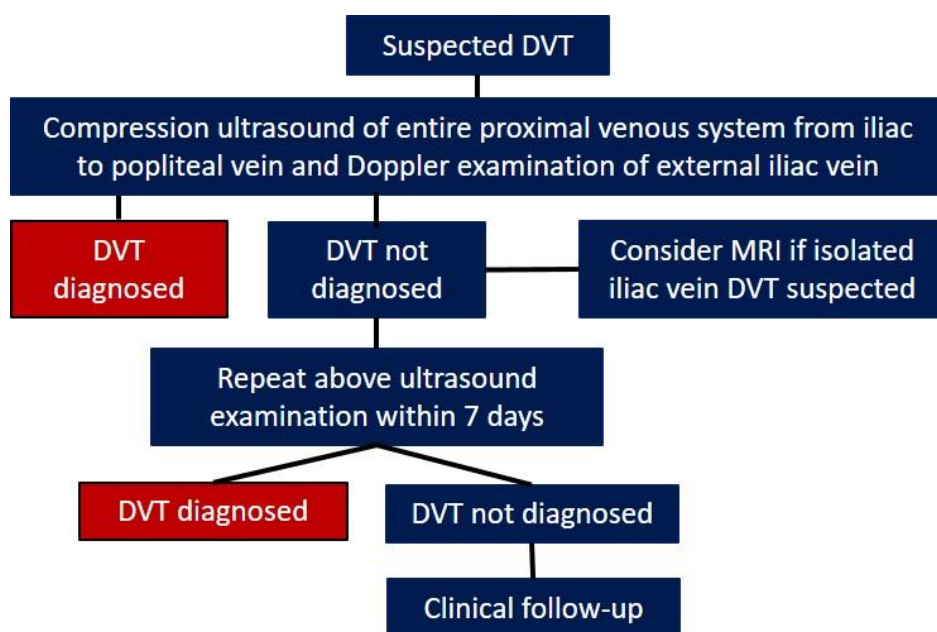 Suspected DVT
Compression ultrasound of entire proximal venous system from iliac
to popliteal vein and Doppler examination of external iliac vein
DVT
diagnosed
DVT not
diagnosed
Consider MRI if isolated
iliac vein DVT suspected
Repeat above ultrasound
examination within 7 days
DVT diagnosed
DVT not diagnosed
Clinical follow-up